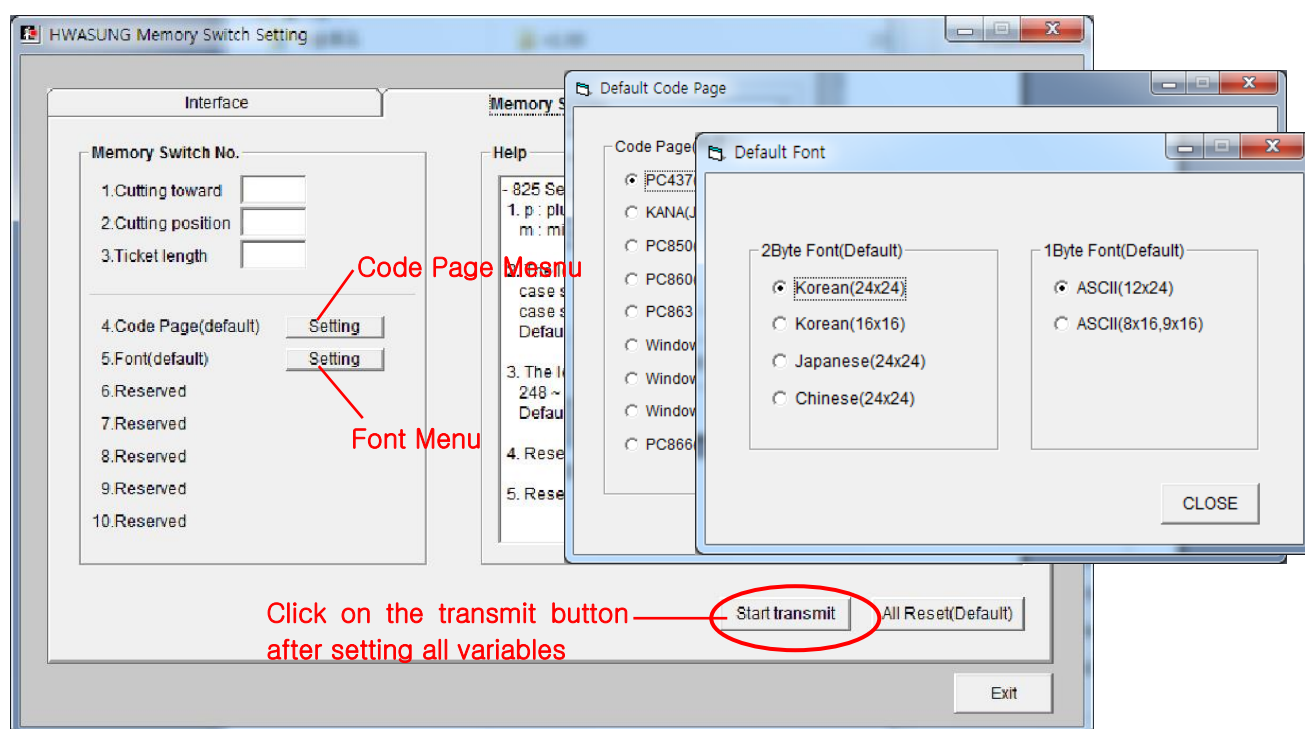 HWASUNG Memory Switch Setting
Interface
Memory S
Memory Switch No.
1.Cutting toward
2.Cutting position
3.Ticket length
4.Code Page(default)
Setting
5.Font(default)
Setting
6.Reserved
7.Reserved
8.Reserved
9.Reserved
10.Reserved
Code Page Mesnu
Font Menu
Help
- 825 Se
1. p : plu
m : mi
case s
case s
Defau
3. The le
248 ~
Defau
4. Rese
5. Rese
Default Code Page
Code Page(
PC437(
KANA(J
PC850(
PC860(
PC863
Window
Window
Window
PC866(
Default Font
2Byte Font(Default)
Korean(24x24)
Korean(16x16)
Japanese(24x24)
Chinese(24x24)
1Byte Font(Default)
ASCII(12x24)
ASCII(8x16,9x16)
CLOSE
Click on the transmit button
after setting all variables
Start transmit
All Reset(Default)
Exit